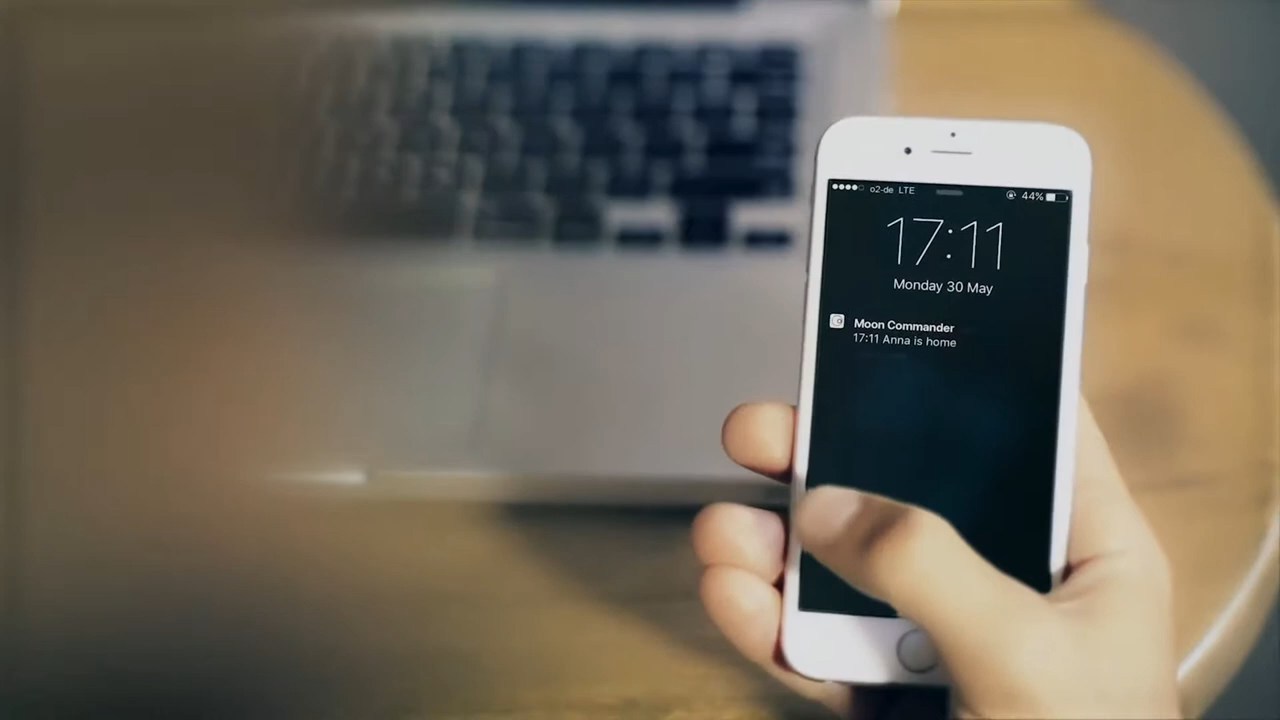 o2-de LTE 44%
17:11
Monday 30 May
Moon Commander
17:11 Anna is home